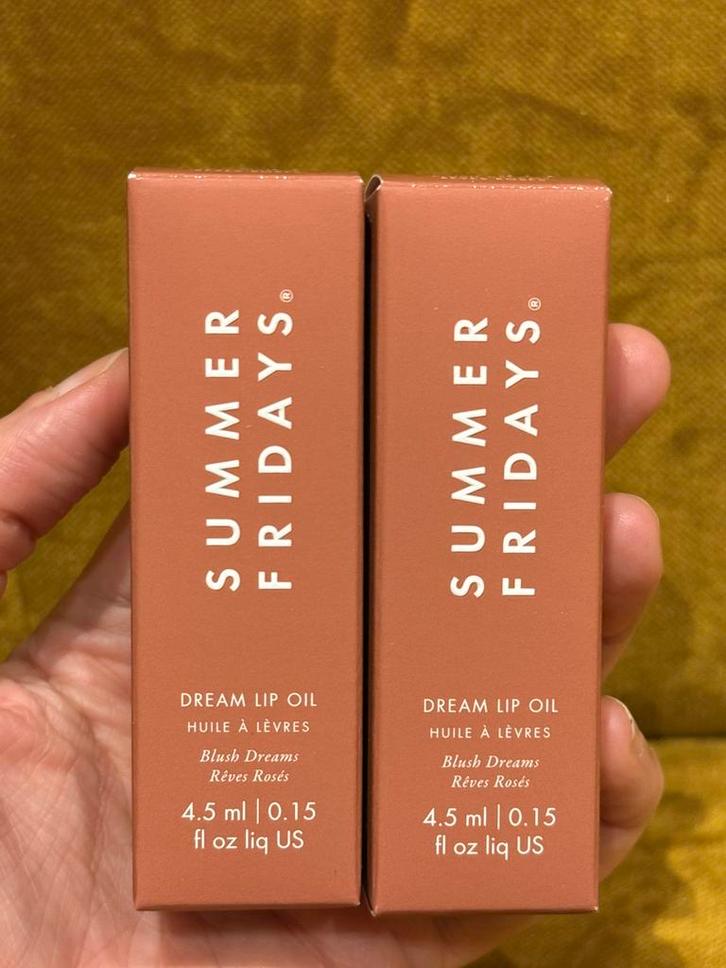 SUMMER
FRIDAYS®
DREAM LIP OIL
HUILE À LÈVRES
Blush Dreams
Rêves Rosés
4.5 ml | 0.15
fl oz liq US
SUMMER
FRIDAYS®
DREAM LIP OIL
HUILE À LÈVRES
Blush Dreams
Rêves Rosés
4.5 ml | 0.15
fl oz liq US